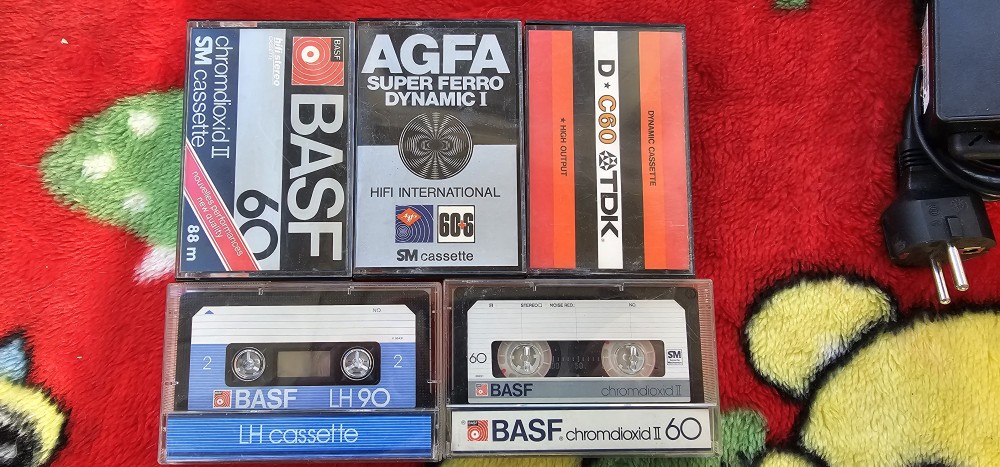 BASF
chromdioxid II
SM cassette
hifi stereo
BASF
60
nouvelles performances
new quality
88 m
AGFA
SUPER FERRO
DYNAMIC I
HIFI INTERNATIONAL
60+6
SM cassette
D★C60 TDK
DYNAMIC CASSETTE
★ HIGH OUTPUT
NO
2
2
BASF LH 90
LH cassette
B STEREO NOISE RED. NO
60
SM
BASF chromdioxid II
BASF chromdioxid II 60